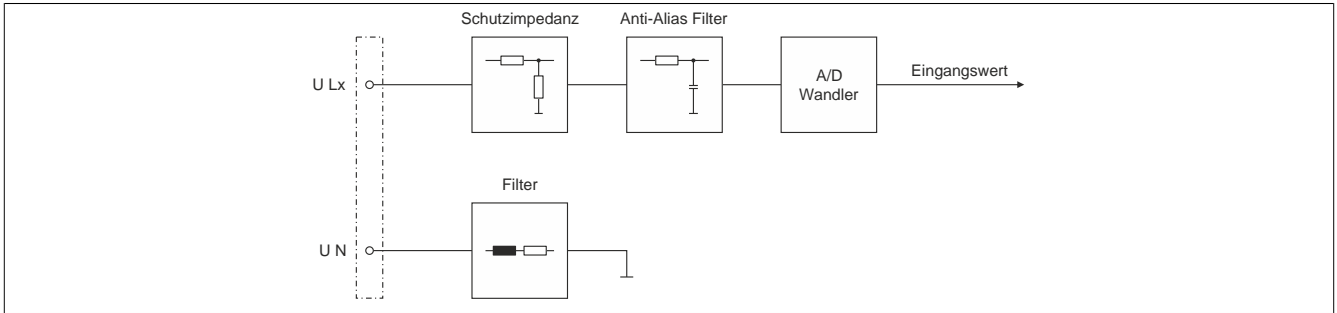 Schutzimpedanz
Anti-Alias Filter
U Lx
A/D
Wandler
Eingangswert
Filter
U N